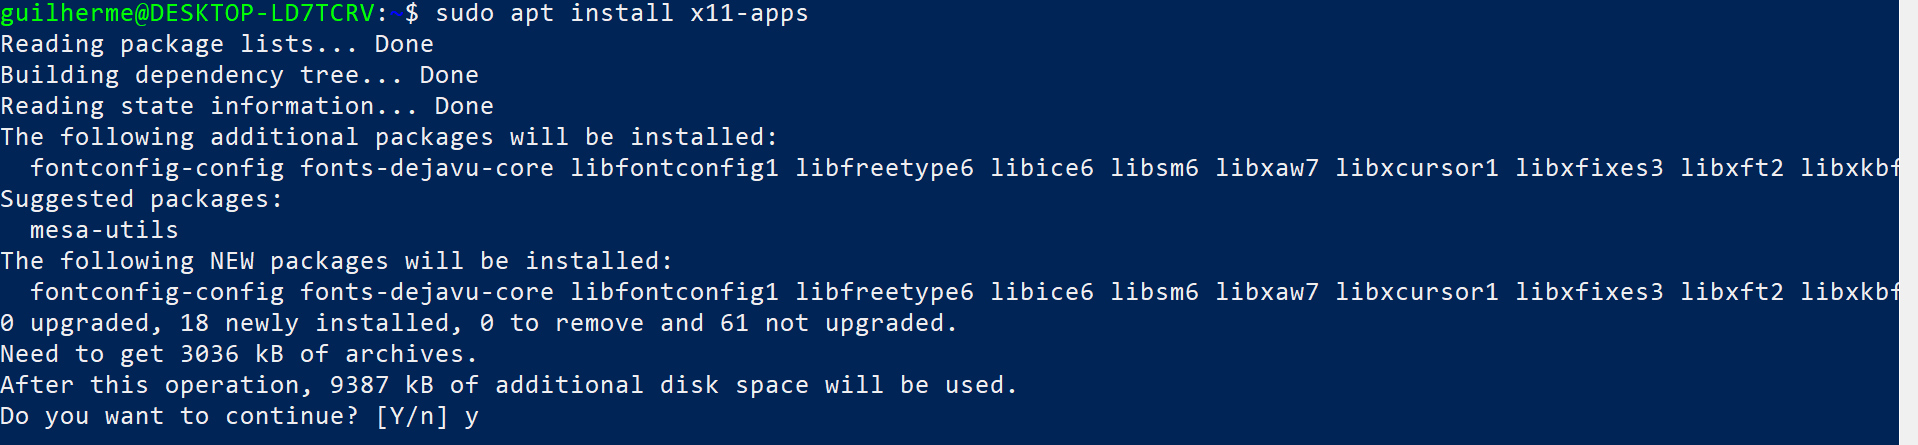 guilherme@DESKTOP-LD7TCRV:~$ sudo apt install x11-apps
Reading package lists... Done
Building dependency tree... Done
Reading state information... Done
The following additional packages will be installed:
  fontconfig-config fonts-dejavu-core libfontconfig1 libfreetype6 libice6 libsm6 libxaw7 libxcursor1 libxfixes3 libxft2 libxkbf
Suggested packages:
  mesa-utils
The following NEW packages will be installed:
  fontconfig-config fonts-dejavu-core libfontconfig1 libfreetype6 libice6 libsm6 libxaw7 libxcursor1 libxfixes3 libxft2 libxkbf
0 upgraded, 18 newly installed, 0 to remove and 61 not upgraded.
Need to get 3036 kB of archives.
After this operation, 9387 kB of additional disk space will be used.
Do you want to continue? [Y/n] y